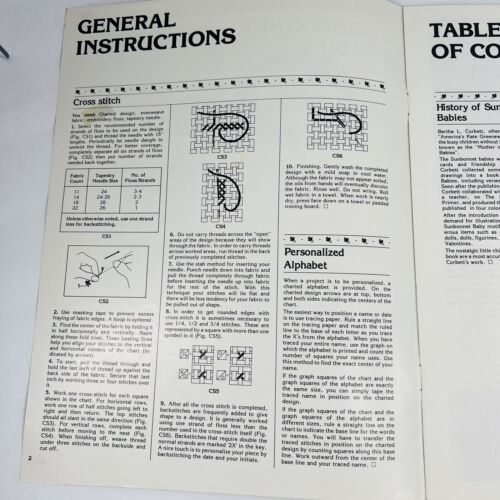 GENERAL
INSTRUCTIONS
Cross stitch
You need: Charted design; evenweave
fabric; embroidery floss; tapestry needle.
1. Select the recommended number of
strands of floss to be used on the design
(Fig. CS1) and thread the needle with 15"
lengths. Periodically let needle dangle to
untwist the thread. For better coverage,
completely separate all six strands of floss
(Fig. CS2) then put number of strands
needed back together.
Fabric Count Tapestry Needle Size No. of Floss Strands
11 24 3-4
14 24-26 2-3
18 26 2
22 26 1
Unless otherwise noted, use one strand
less for backstitching.
CS1
CS2
2. Use masking tape to prevent excess
fraying of fabric edges. A hoop is optional.
3. Find the center of the fabric by folding it
in half horizontally and vertically. Baste
along these fold lines. Timer basting lines
help you align your stitches to the vertical
and horizontal centers of the chart (in-
dicated by arrows).
4. To start, pull the thread through and
hold the last inch of thread up against the
back side of the fabric. Secure that last
inch by working three or four stitches over
it.
5. Work one cross stitch for each square
shown in the chart. For horizontal rows,
work one row of half stitches going left to
right and then return. The top stitches
should all slant in the same direction (Fig.
CS3). For vertical rows, complete each
stitch before moving to the next (Fig.
CS4). When finishing off, weave thread
under three stitches on the backside and
cut off.
2
CS3
CS4
6. Do not carry threads across the "open"
areas of the design because they will show
through the fabric. In order to carry threads
across worked areas, run thread in the back
of previously completed stitches.
7. Use the stab method for inserting your
needle. Punch needle down into fabric and
pull the thread completely through fabric
before inserting the needle up into fabric
for the rest of the stitch. With this
technique your stitches will lie flat and
there will be less tendency for your fabric to
be pulled out of shape.
8. In order to get rounded edges with
cross-stitch it is sometimes necessary to
use 1/4, 1/2 and 3/4 stitches. These are
represented by a square with more than one
symbol in it (Fig. CS5).
CS5
9. After all the cross stitch is completed,
backstitches are frequently added to give
shape to a design. It is generally worked
using one strand of floss less than the
number used in the cross-stitch itself (Fig.
CS6). Backstitches that require double the
normal strands are marked '2X' in the key.
A nice touch is to personalize your piece by
backstitching the date and your initials.
CS6
10. Finishing. Gently wash the completed
design with a mild soap in cool water.
Although the fabric may not appear soiled,
the oils from hands will eventually discolor
the fabric. Rinse well. Do not wring. Roll
wet fabric in a towel. When work is nearly
dry, press face down on a towel or padded
ironing board. □
Personalized
Alphabet
When a project is to be personalized, a
charted alphabet is provided. On the
charted design arrows are at top, bottom
and both sides indicating the centers of the
chart.
The easiest way to position a name or date
is to use tracing paper. Rule a straight line
on the tracing paper and match the ruled
line to the base of each letter as you trace
the X's from the alphabet. When you have
traced your entire name, use the graph on
which the alphabet is printed and count the
number of squares your name uses. Use
this method to find the exact center of your
name.
If the graph squares of the chart and the
graph squares of the alphabet are exactly
the same size, you can simply tape the
traced name in position on the charted
design.
If the graph squares of the chart and the
graph squares of the alphabet are in
different sizes, rule a straight line on the
chart to indicate the base line for the words
or names. You will have to transfer the
traced stitches in position on the charted
design by counting squares along this base
line. Work outward from the center of the
base line and your traced name. □
TABLE
OF CO
History of Sun
Babies
Bertha L. Corbett, often
"America's Kate Greenaw
the busy children without
known as the "Mother o
Babies".
The Sunbonnet babies w
cards and friendship
Corbett collected some
drawings into a book
Babies, including verses
Soon after the publication
Corbett collaborated with
a teacher, on The
Primer, and produced it
published in four colors
After the introduction
demand for illustration
Sunbonnet Baby motif
erous items such as
dolls, dolls, figurines,
Valentines.
The nostalgic little chi
held are a most accu
Corbett's work. □